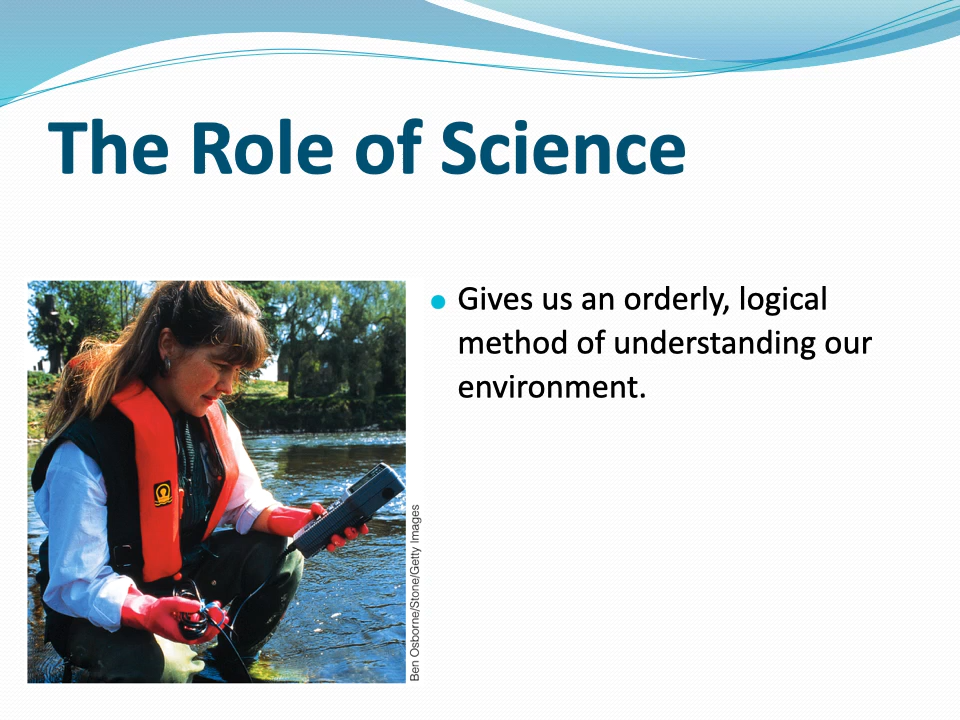 The Role of Science
Gives us an orderly, logical
method of understanding our
environment.
Ben Osborne/Stone/Getty Images